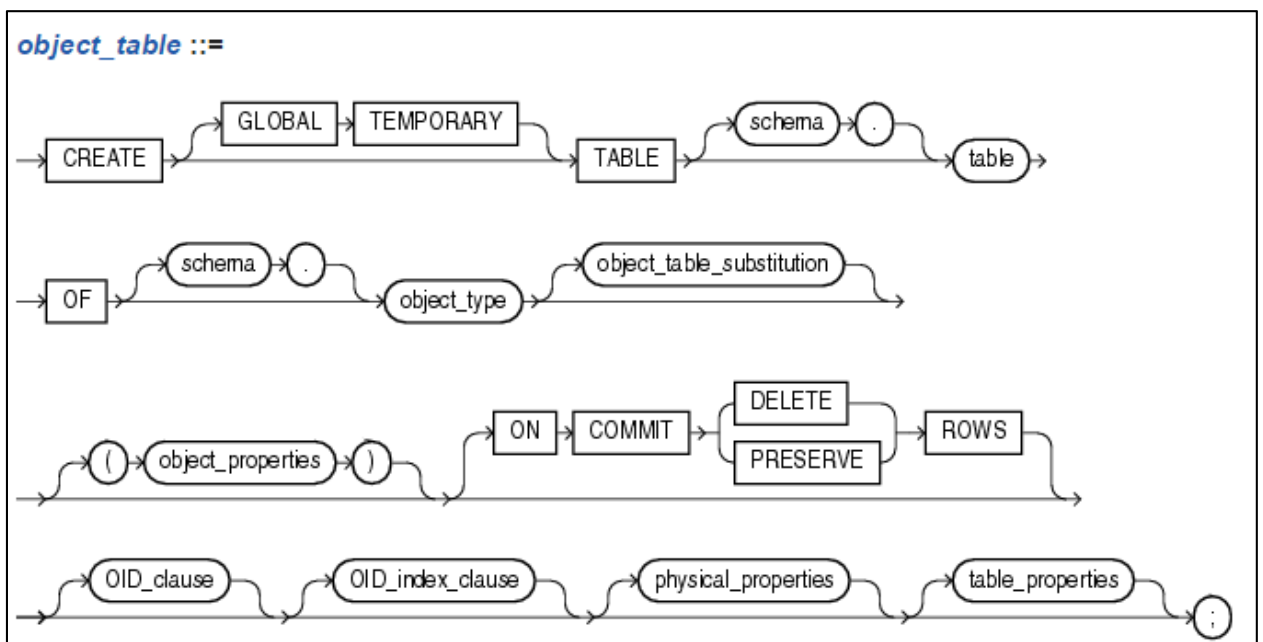 object_table ::=
GLOBAL TEMPORARY schema .
CREATE TABLE table
schema . object_table_substitution
OF object_type
DELETE
ON COMMIT ROWS
( object_properties ) PRESERVE
OID_clause OID_index_clause physical_properties table_properties
;